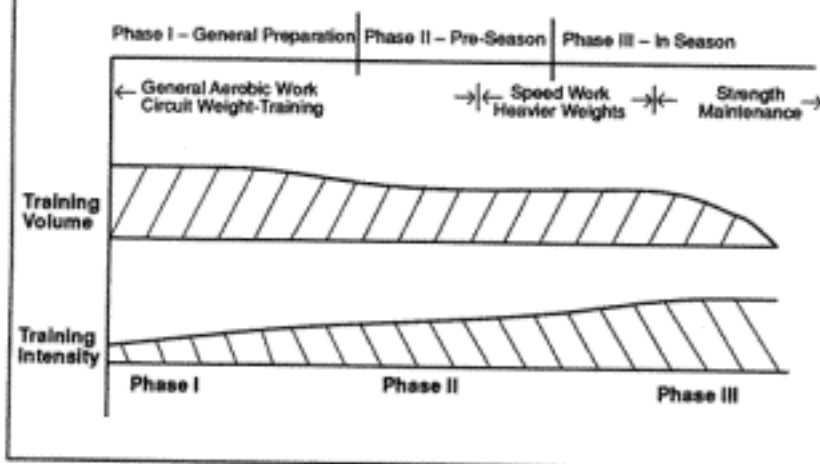 Phase I – General Preparation Phase II – Pre-Season Phase III – In Season
General Aerobic Work
Circuit Weight-Training
Speed Work
Heavier Weights
Strength
Maintenance
Training
Volume
Training
Intensity
Phase I
Phase II
Phase III